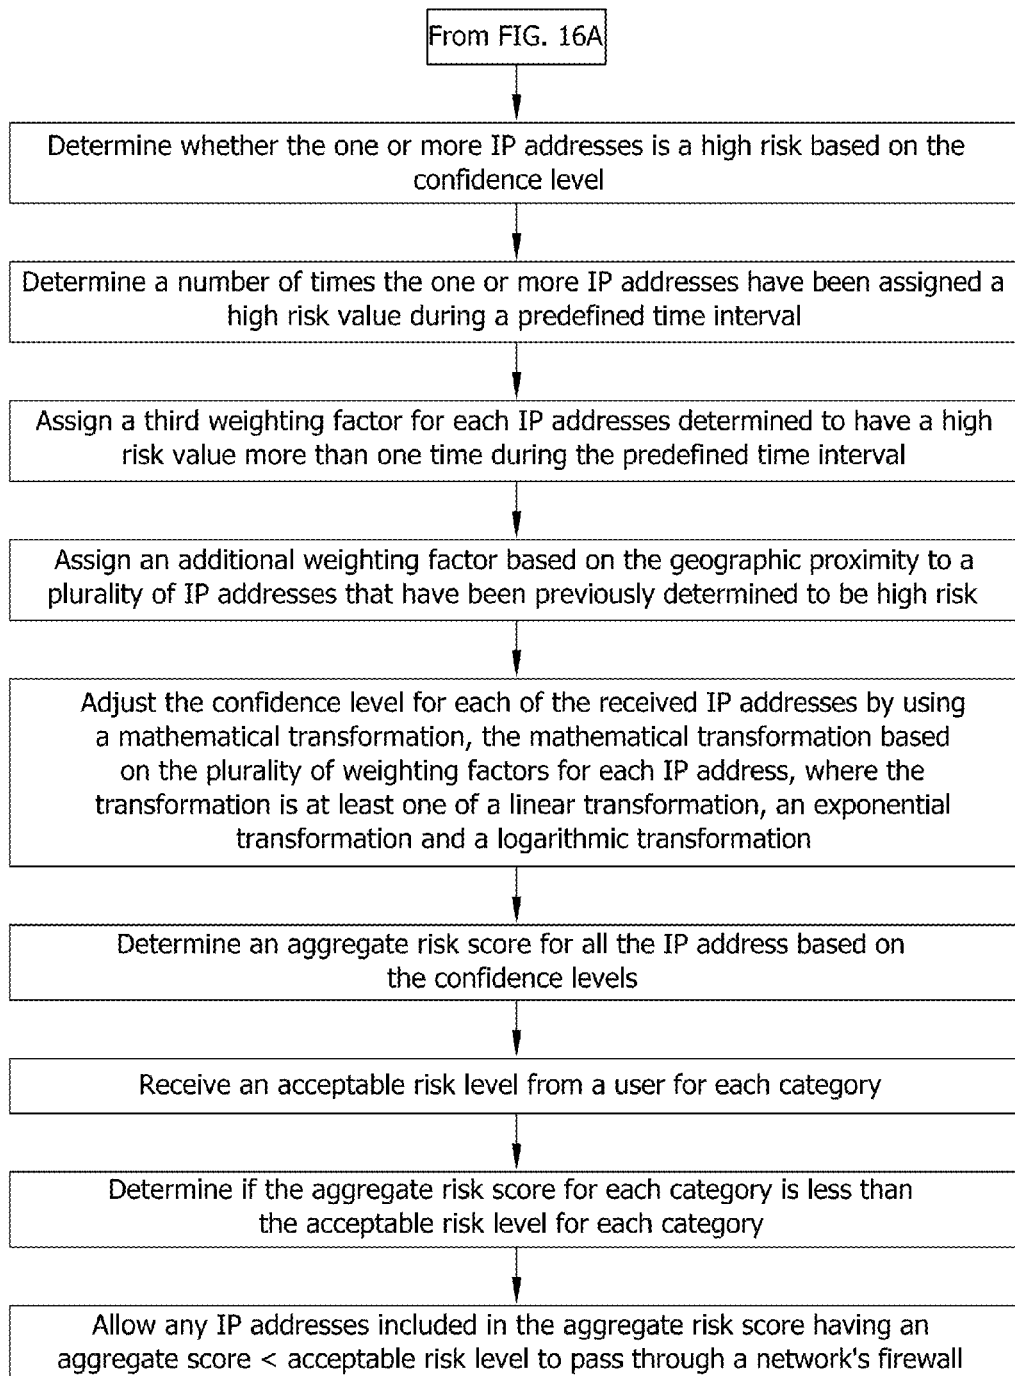 From FIG. 16A
Determine whether the one or more IP addresses is a high risk based on the
confidence level
Determine a number of times the one or more IP addresses have been assigned a
high risk value during a predefined time interval
Assign a third weighting factor for each IP addresses determined to have a high
risk value more than one time during the predefined time interval
Assign an additional weighting factor based on the geographic proximity to a
plurality of IP addresses that have been previously determined to be high risk
Adjust the confidence level for each of the received IP addresses by using
a mathematical transformation, the mathematical transformation based
on the plurality of weighting factors for each IP address, where the
transformation is at least one of a linear transformation, an exponential
transformation and a logarithmic transformation
Determine an aggregate risk score for all the IP address based on
the confidence levels
Receive an acceptable risk level from a user for each category
Determine if the aggregate risk score for each category is less than
the acceptable risk level for each category
Allow any IP addresses included in the aggregate risk score having an
aggregate score < acceptable risk level to pass through a network's firewall